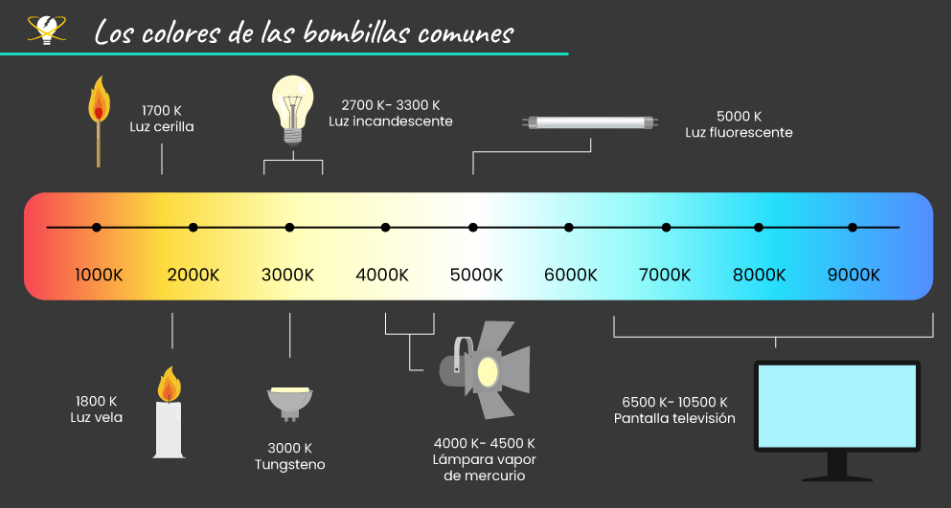 Los colores de las bombillas comunes
1700 K
Luz cerilla
2700 K- 3300 K
Luz incandescente
5000 K
Luz fluorescente
1000K
2000K
3000K
4000K
5000K
6000K
7000K
8000K
9000K
1800 K
Luz vela
3000 K
Tungsteno
4000 K- 4500 K
Lámpara vapor
de mercurio
6500 K- 10500 K
Pantalla televisión